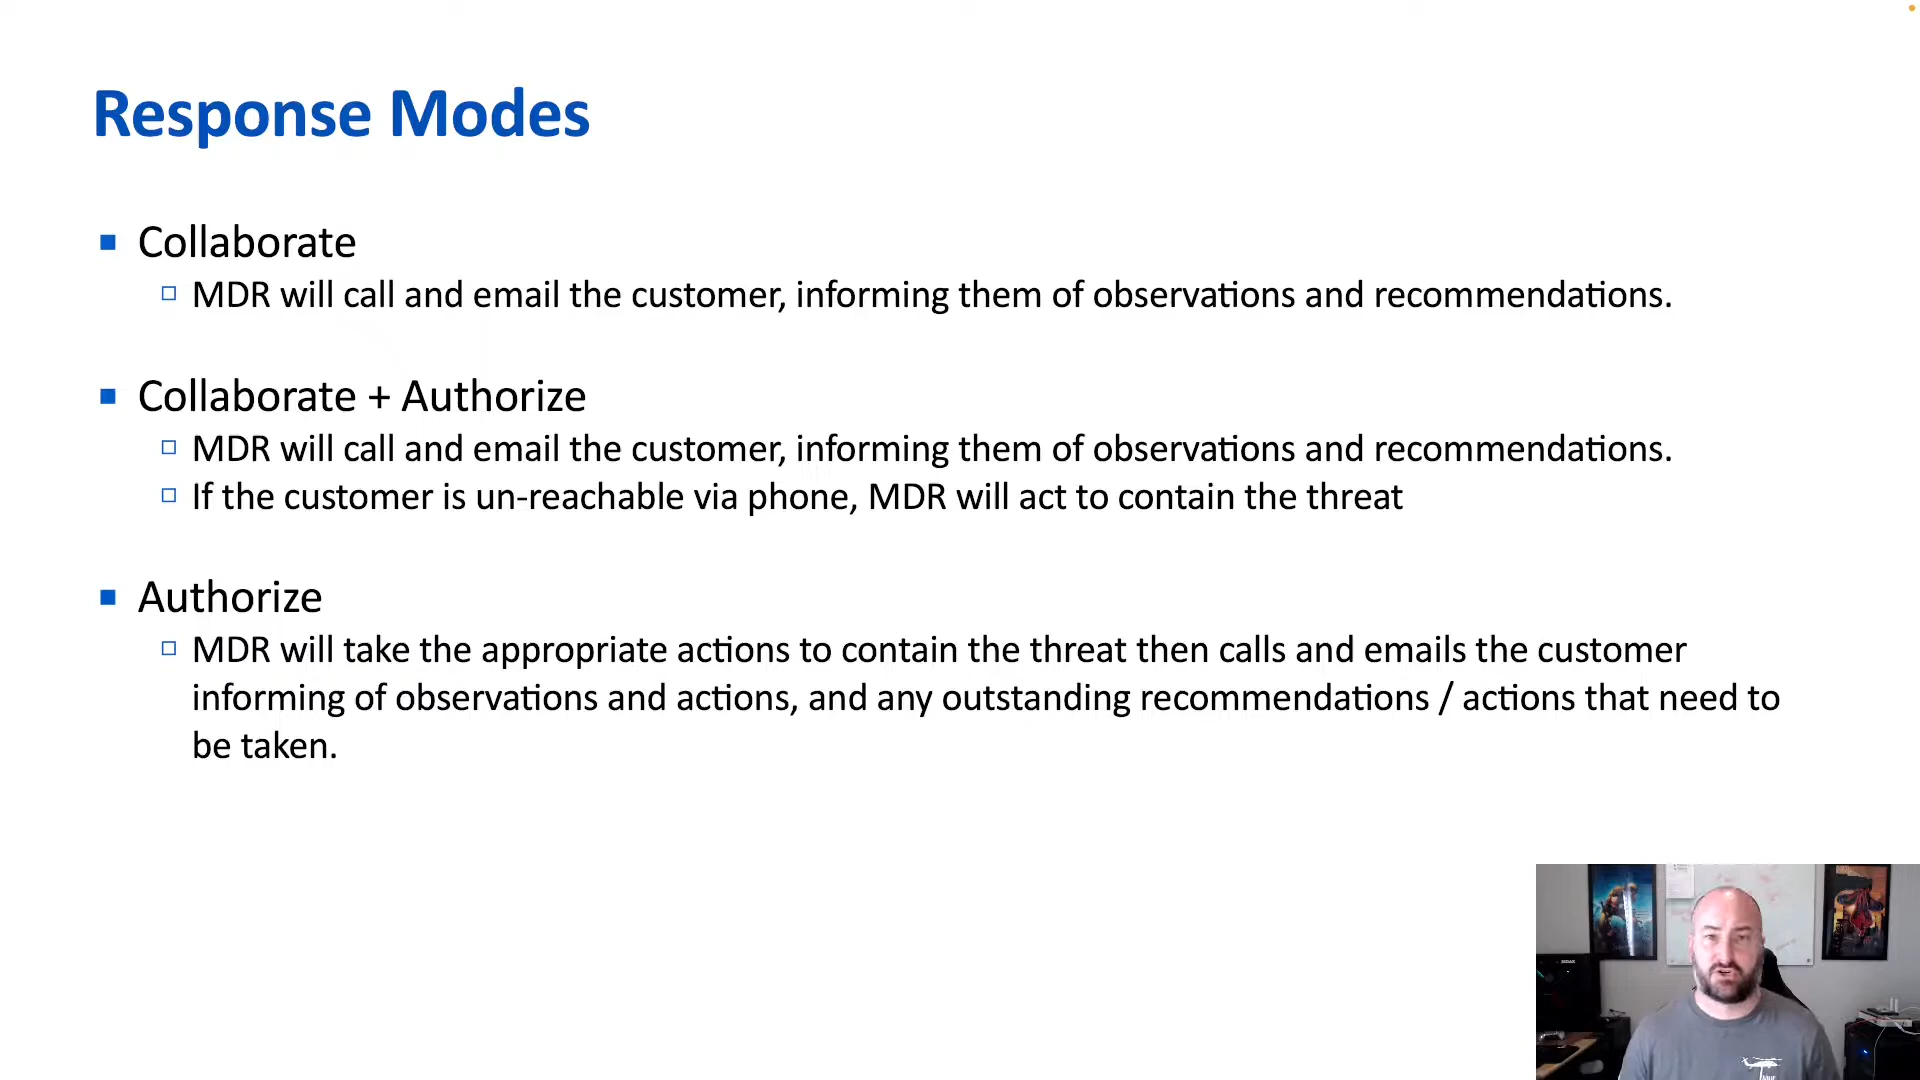 Response Modes
Collaborate
MDR will call and email the customer, informing them of observations and recommendations.
Collaborate + Authorize
MDR will call and email the customer, informing them of observations and recommendations.
If the customer is un-reachable via phone, MDR will act to contain the threat
Authorize
MDR will take the appropriate actions to contain the threat then calls and emails the customer
informing of observations and actions, and any outstanding recommendations / actions that need to
be taken.